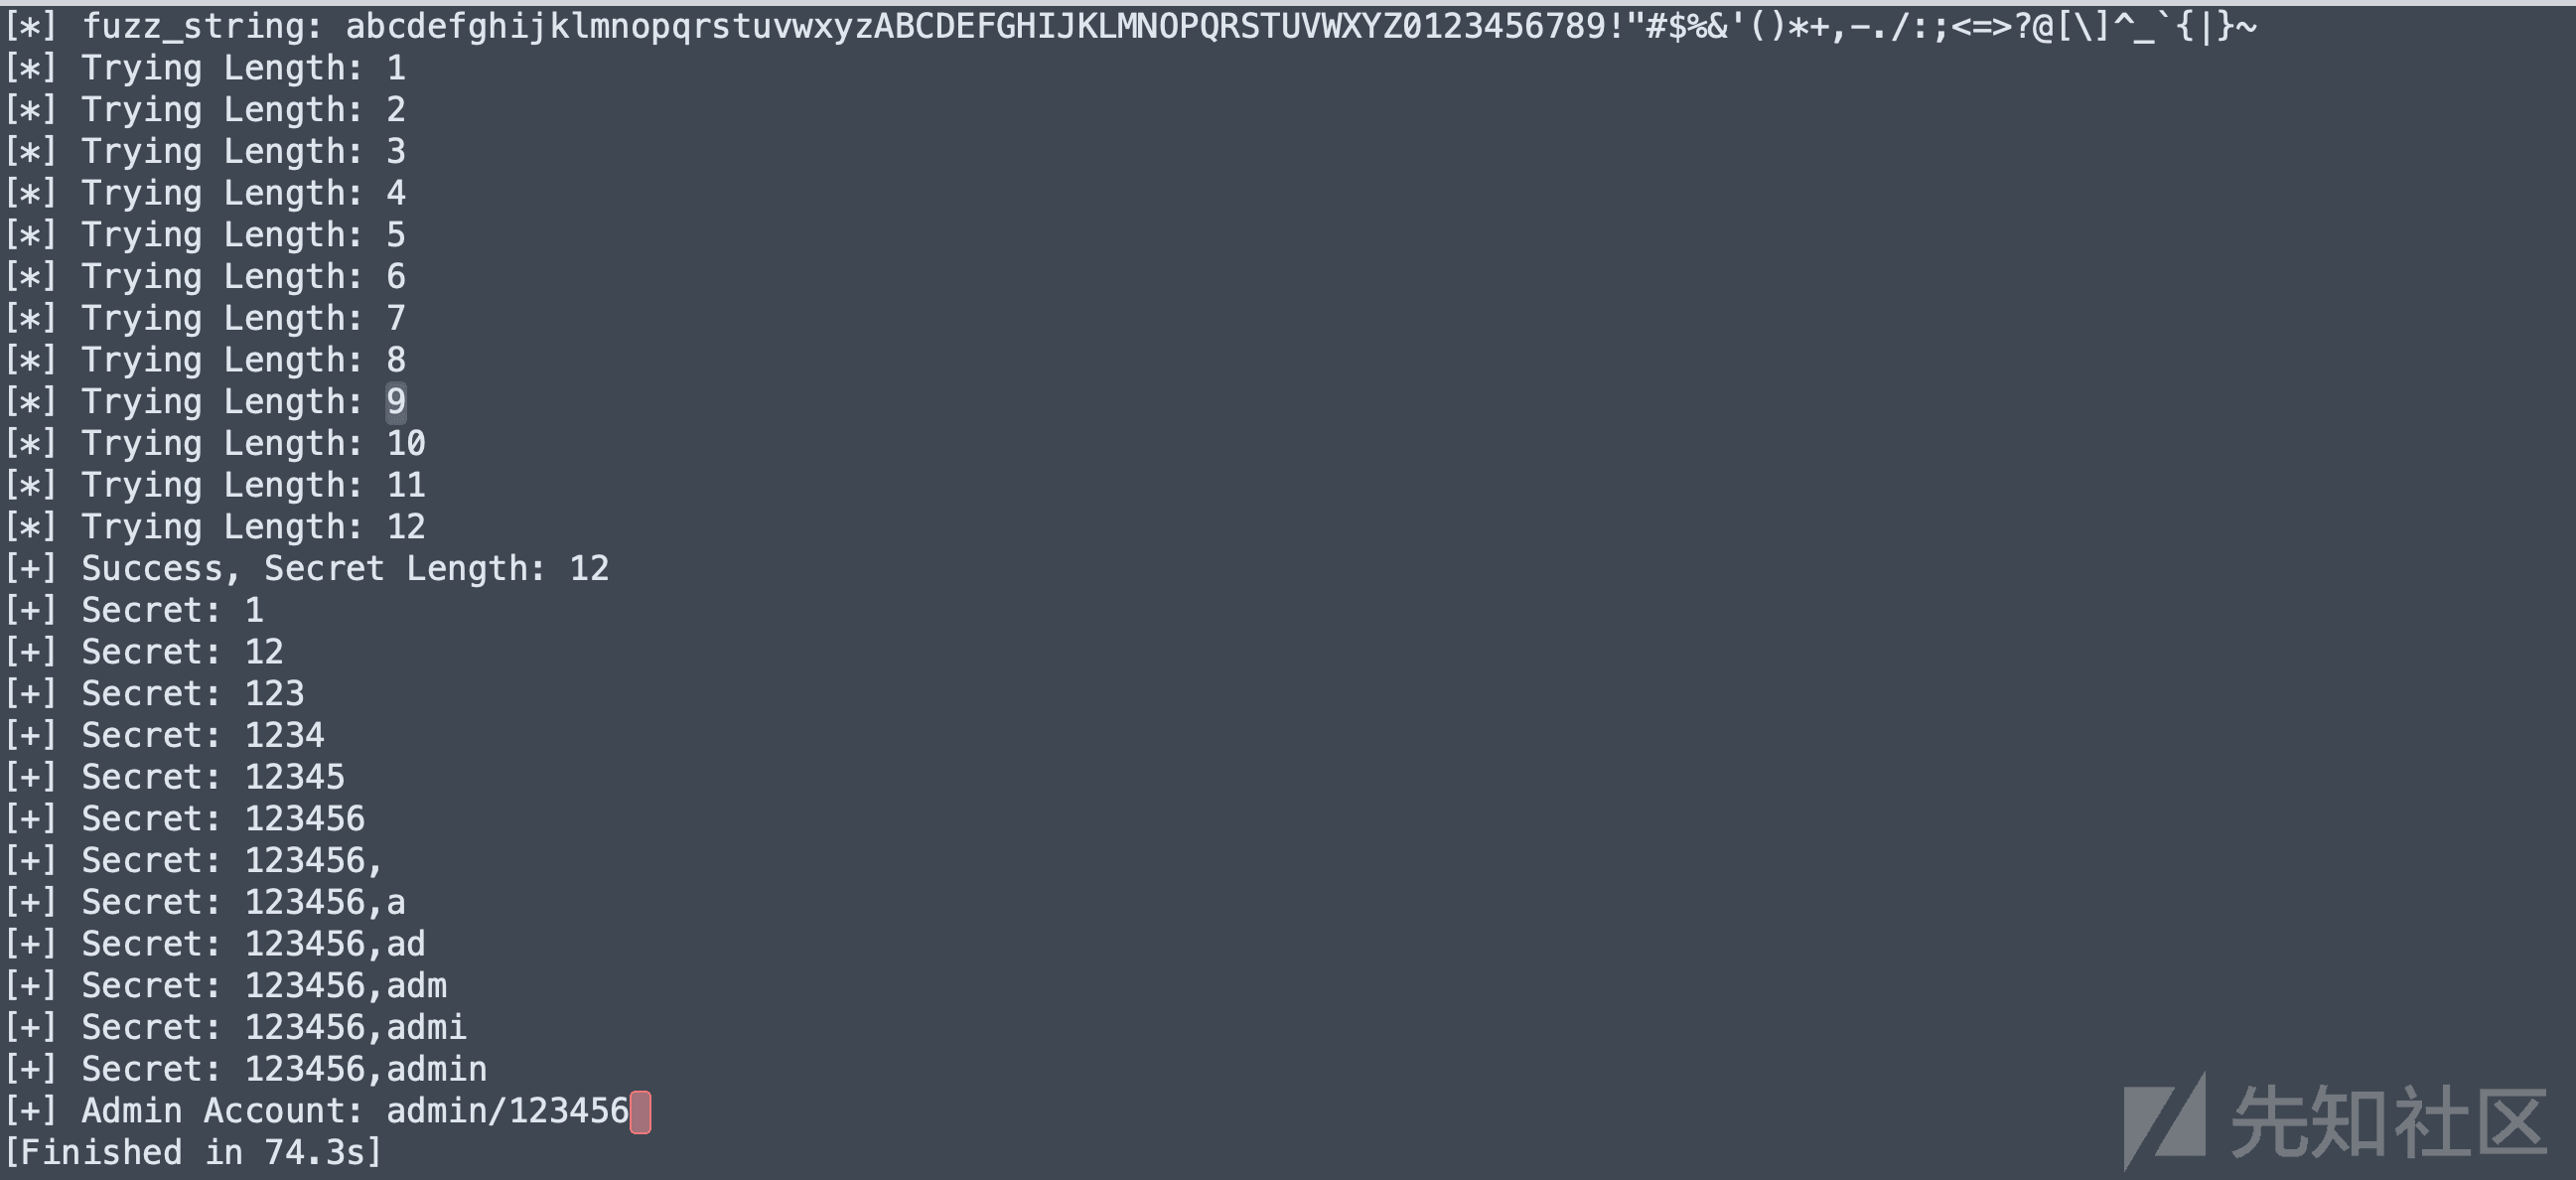 [*] fuzz_string: abcdefghijklmnopqrstuvwxyzABCDEFGHIJKLMNOPQRSTUVWXYZ0123456789!"#$%&'()*+,-./:;<=>?@[\]^_`{|}~
[*] Trying Length: 1
[*] Trying Length: 2
[*] Trying Length: 3
[*] Trying Length: 4
[*] Trying Length: 5
[*] Trying Length: 6
[*] Trying Length: 7
[*] Trying Length: 8
[*] Trying Length: 9
[*] Trying Length: 10
[*] Trying Length: 11
[*] Trying Length: 12
[+] Success, Secret Length: 12
[+] Secret: 1
[+] Secret: 12
[+] Secret: 123
[+] Secret: 1234
[+] Secret: 12345
[+] Secret: 123456
[+] Secret: 123456,
[+] Secret: 123456,a
[+] Secret: 123456,ad
[+] Secret: 123456,adm
[+] Secret: 123456,admi
[+] Secret: 123456,admin
[+] Admin Account: admin/123456
[Finished in 74.3s]
先知社区